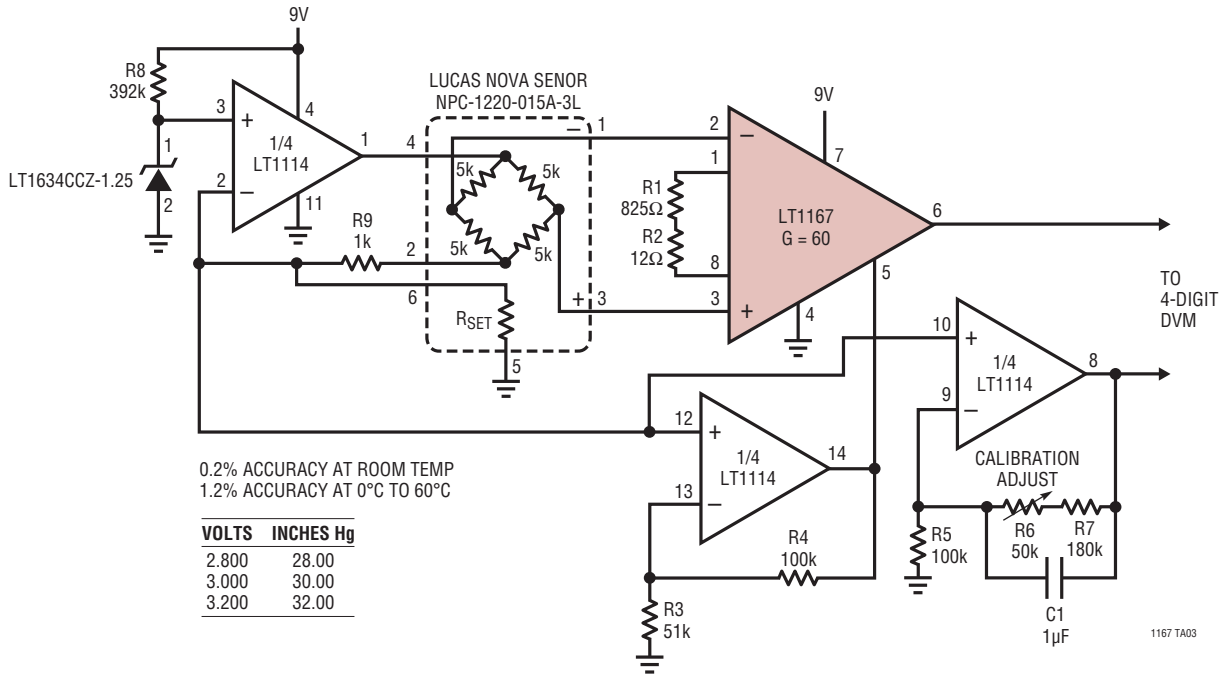 9V
R8
392k
3
+
4
1/4
LT1114
1
2
–
11
1
LT1634CCZ-1.25
2
LUCAS NOVA SENOR
NPC-1220-015A-3L
4
–
1
5k
5k
5k
5k
R9
1k
2
6
RSET
5
+
3
9V
2
–
7
1
R1
825Ω
R2
12Ω
LT1167
G = 60
6
8
5
3
+
4
TO
4-DIGIT
DVM
10
+
1/4
LT1114
8
9
–
12
+
1/4
LT1114
14
13
–
CALIBRATION
ADJUST
R4
100k
R3
51k
R5
100k
R6
50k
R7
180k
C1
1µF
0.2% ACCURACY AT ROOM TEMP
1.2% ACCURACY AT 0°C TO 60°C
VOLTS INCHES Hg
2.800 28.00
3.000 30.00
3.200 32.00
1167 TA03